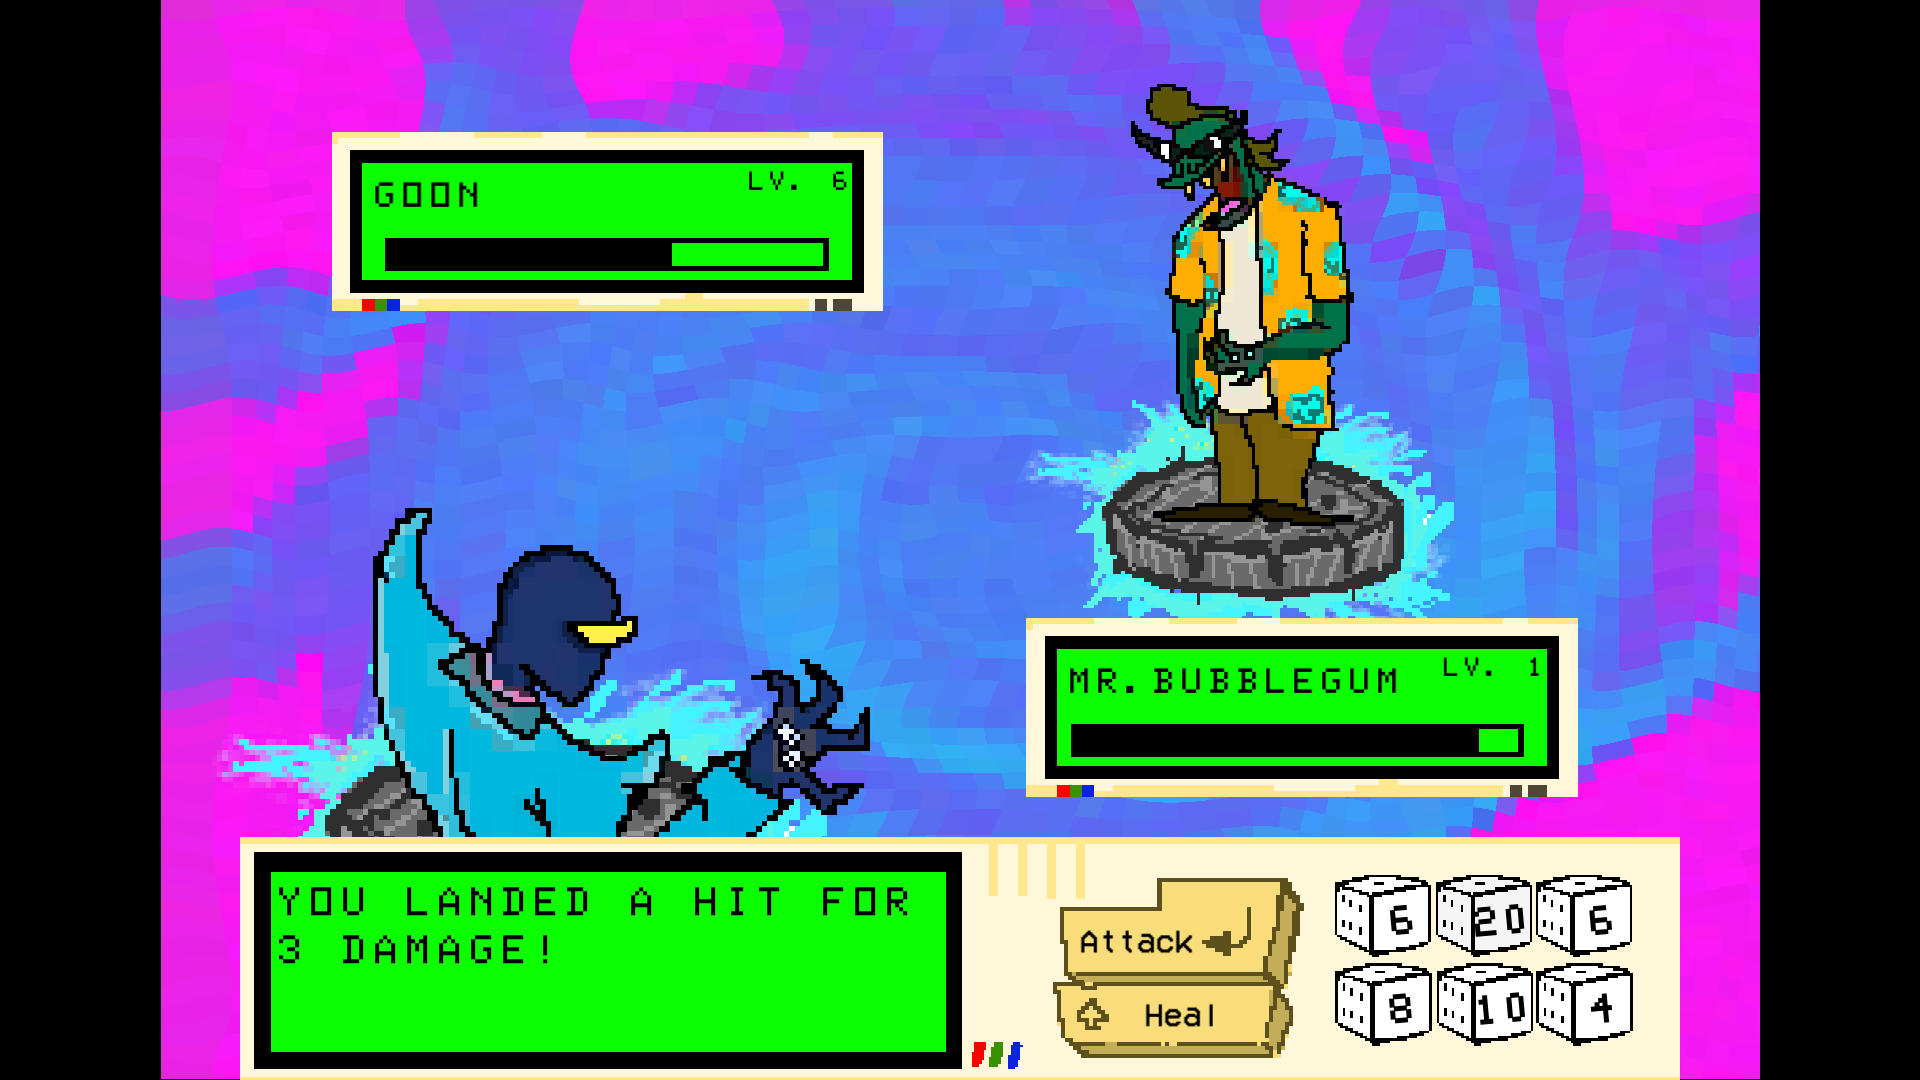 GOON
LV. 6
MR.BUBBLEGUM
LV. 1
YOU LANDED A HIT FOR
3 DAMAGE!
Attack
Heal
6 20 6
8 10 4